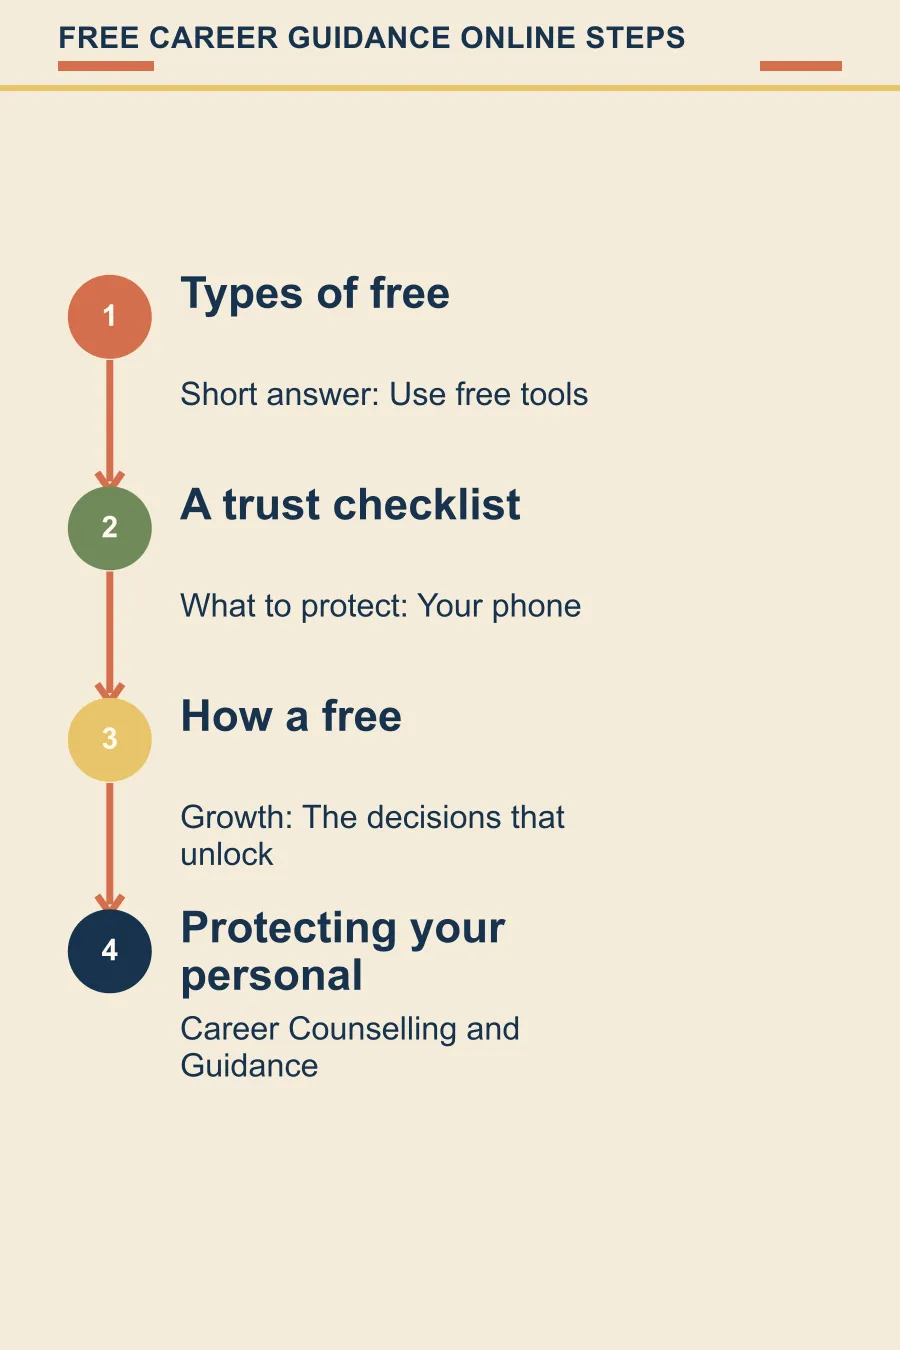 FREE CAREER GUIDANCE ONLINE STEPS
1
Types of free
Short answer: Use free tools
2
A trust checklist
What to protect: Your phone
3
How a free
Growth: The decisions that
unlock
4
Protecting your
personal
Career Counselling and
Guidance